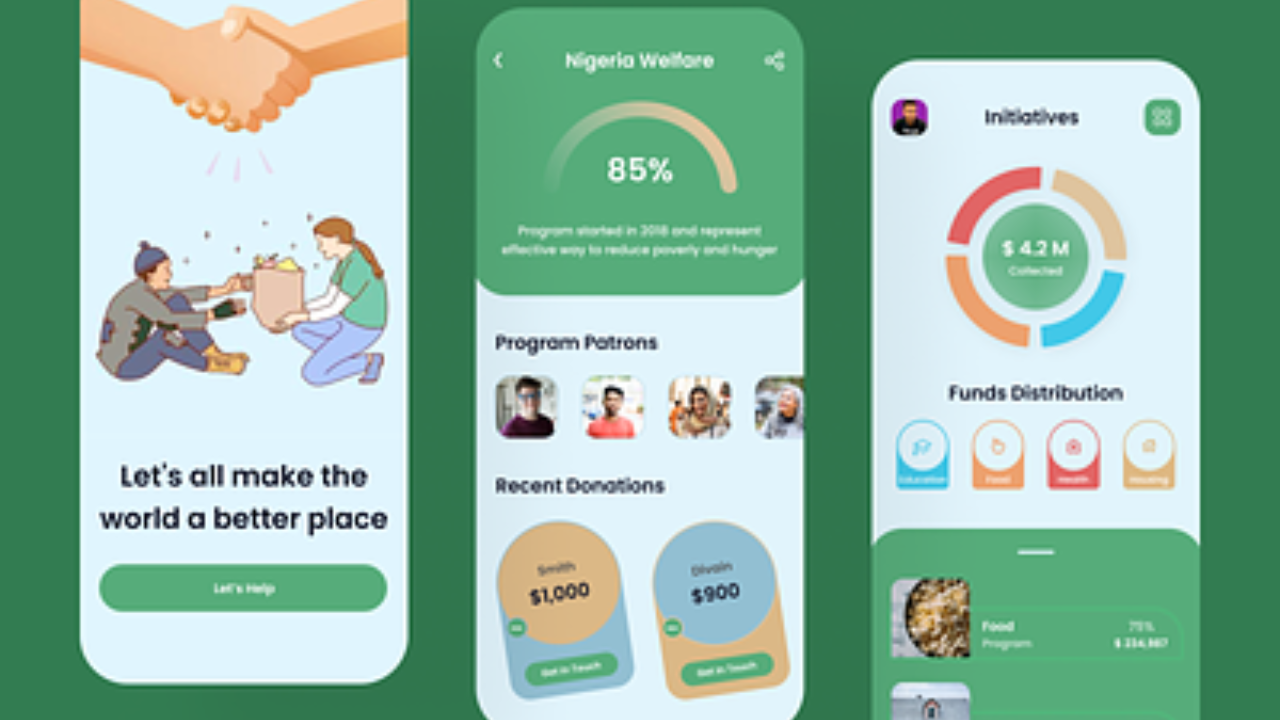 Let's all make the
world a better place
Let's Help
Nigeria Welfare
85%
Program started in 2018 and represent
effective way to reduce poverty and hunger
Program Patrons
Recent Donations
Smith
$1,000
Get in Touch
Divain
$900
Get in Touch
Initiatives
$ 4.2 M
Collected
Funds Distribution
Education
Food
Health
Housing
Food
75%
Program